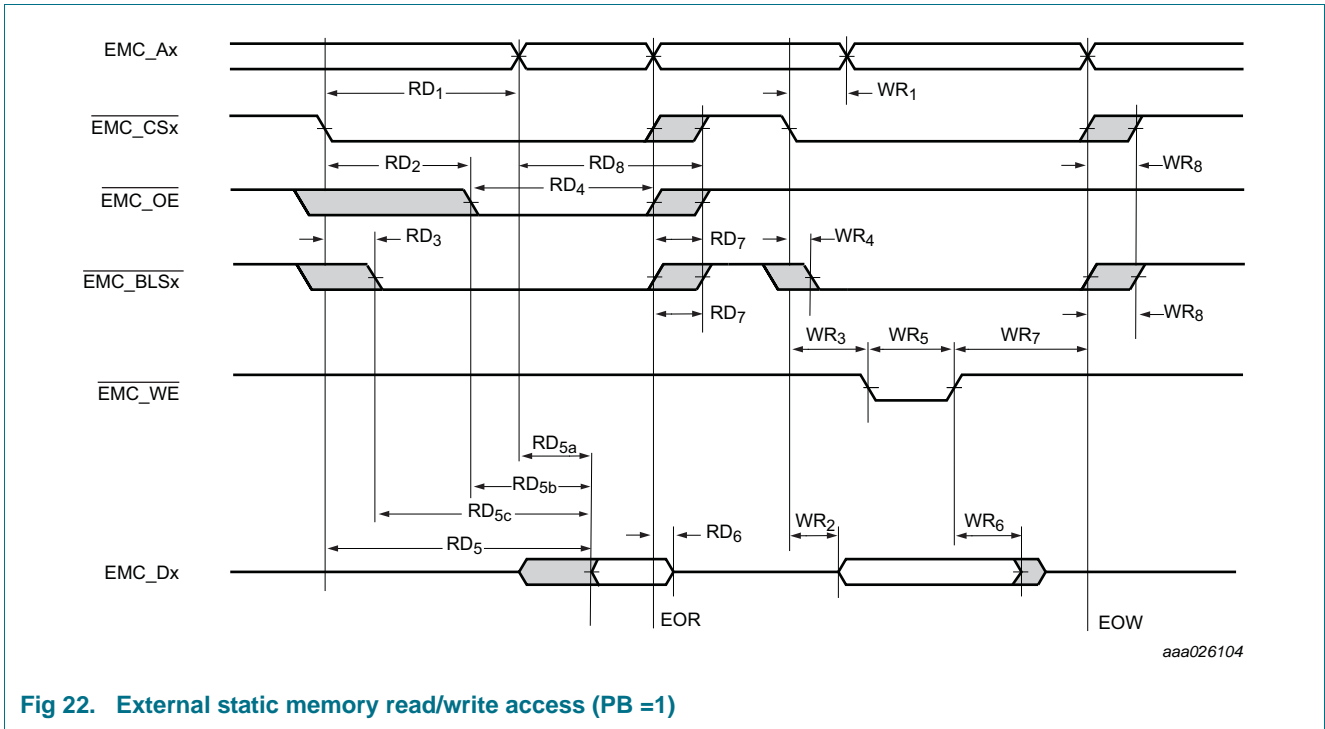 EMC_Ax
RD1
WR1
EMC_CSx
RD2
RD8
WR8
RD4
EMC_OE
RD3
RD7
WR4
EMC_BLSx
RD7
WR8
WR3
WR5
WR7
EMC_WE
RD5a
RD5b
RD5c
WR2
WR6
RD6
RD5
EMC_Dx
EOR
EOW
aaa026104
Fig 22. External static memory read/write access (PB =1)